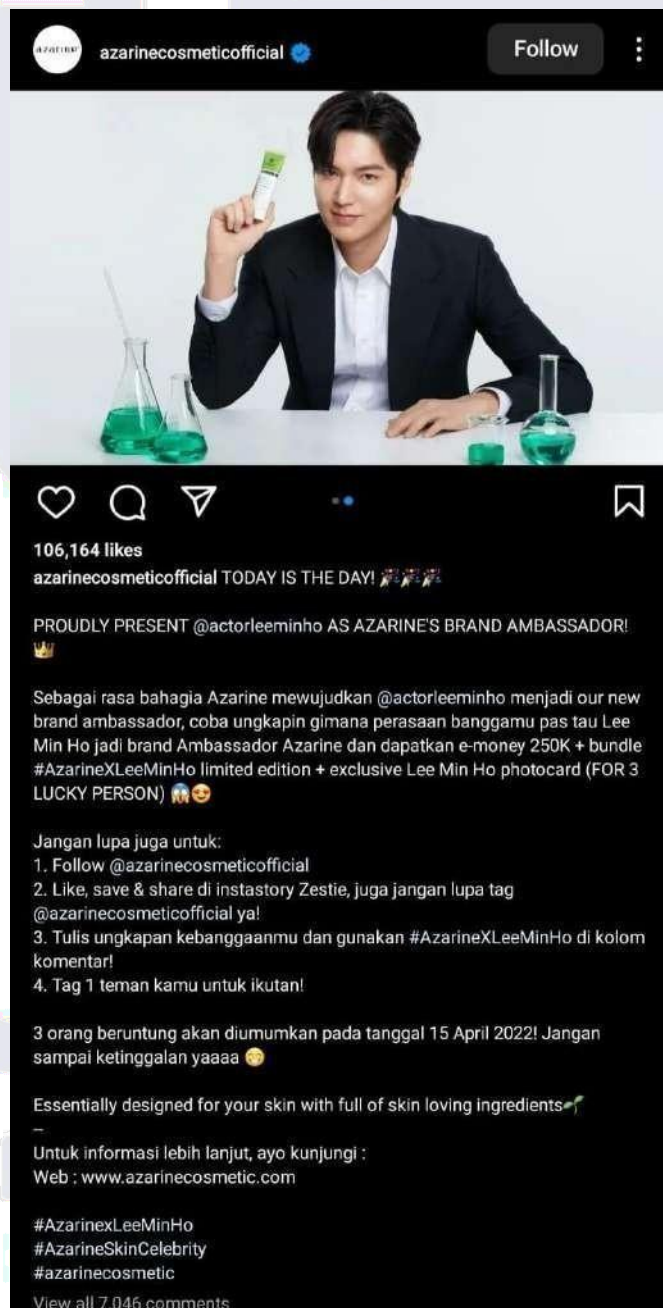 azarine
azarinecosmeticofficial
Follow
106,164 likes
azarinecosmeticofficial TODAY IS THE DAY! 🎉🎉🎉
PROUDLY PRESENT @actorleeminho AS AZARINE'S BRAND AMBASSADOR!
👑
Sebagai rasa bahagia Azarine mewujudkan @actorleeminho menjadi our new
brand ambassador, coba ungkapin gimana perasaan banggamu pas tau Lee
Min Ho jadi brand Ambassador Azarine dan dapatkan e-money 250K + bundle
#AzarineXLeeMinHo limited edition + exclusive Lee Min Ho photocard (FOR 3
LUCKY PERSON) 😱😍
Jangan lupa juga untuk:
1. Follow @azarinecosmeticofficial
2. Like, save & share di instastory Zestie, juga jangan lupa tag
@azarinecosmeticofficial ya!
3. Tulis ungkapan kebanggaanmu dan gunakan #AzarineXLeeMinHo di kolom
komentar!
4. Tag 1 teman kamu untuk ikutan!
3 orang beruntung akan diumumkan pada tanggal 15 April 2022! Jangan
sampai ketinggalan yaaaa 😁
Essentially designed for your skin with full of skin loving ingredients🌱
–
Untuk informasi lebih lanjut, ayo kunjungi :
Web : www.azarinecosmetic.com
#AzarinexLeeMinHo
#AzarineSkinCelebrity
#azarinecosmetic
View all 7,046 comments